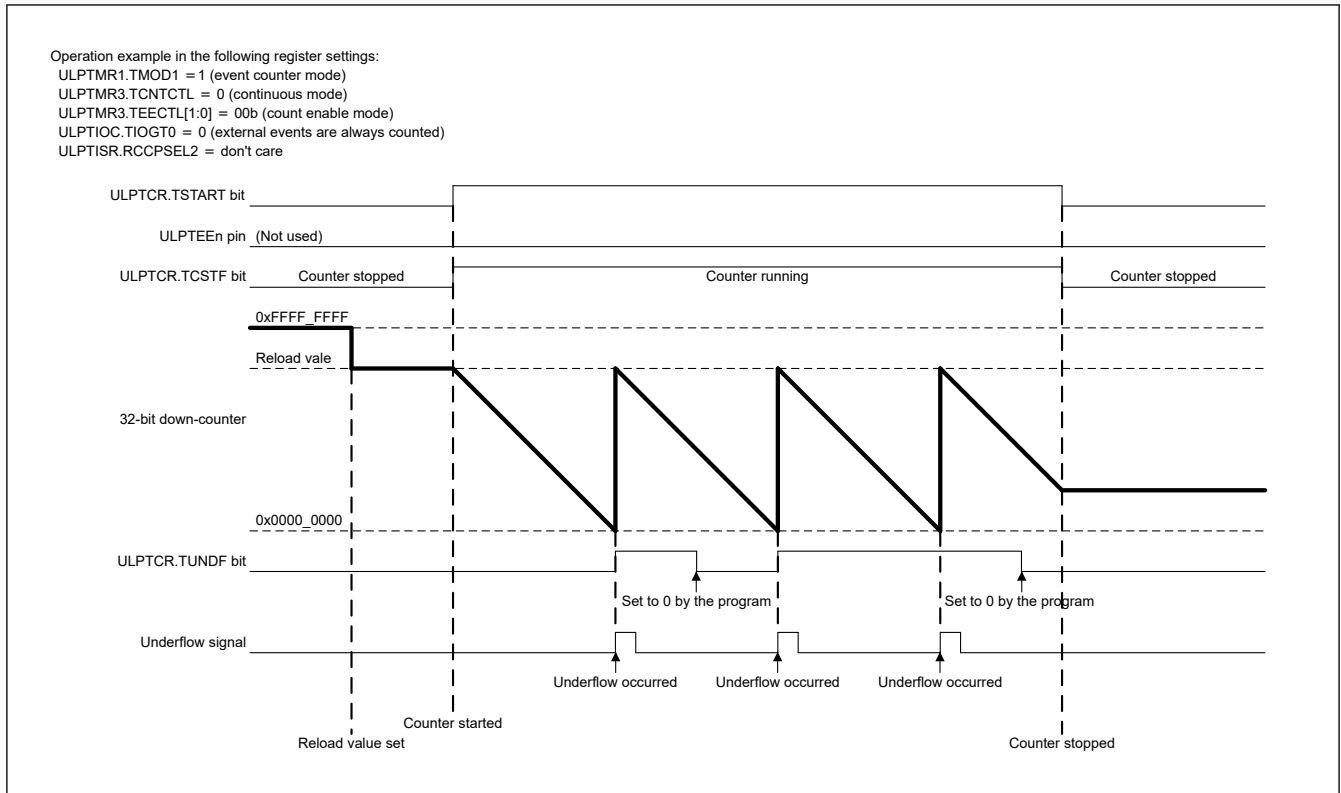 Operation example in the following register settings:
ULPTMR1.TMOD1 = 1 (event counter mode)
ULPTMR3.TCNTCTL = 0 (continuous mode)
ULPTMR3.TEECTL[1:0] = 00b (count enable mode)
ULPTIOC.TIOGT0 = 0 (external events are always counted)
ULPTISR.RCCPSEL2 = don't care
ULPTCR.TSTART bit
ULPTEEn pin (Not used)
ULPTCR.TCSTF bit Counter stopped Counter running Counter stopped
0xFFFF_FFFF
Reload vale
32-bit down-counter
0x0000_0000
ULPTCR.TUNDF bit
Set to 0 by the program Set to 0 by the program
Underflow signal
Underflow occurred Underflow occurred Underflow occurred
Counter started
Reload value set Counter stopped